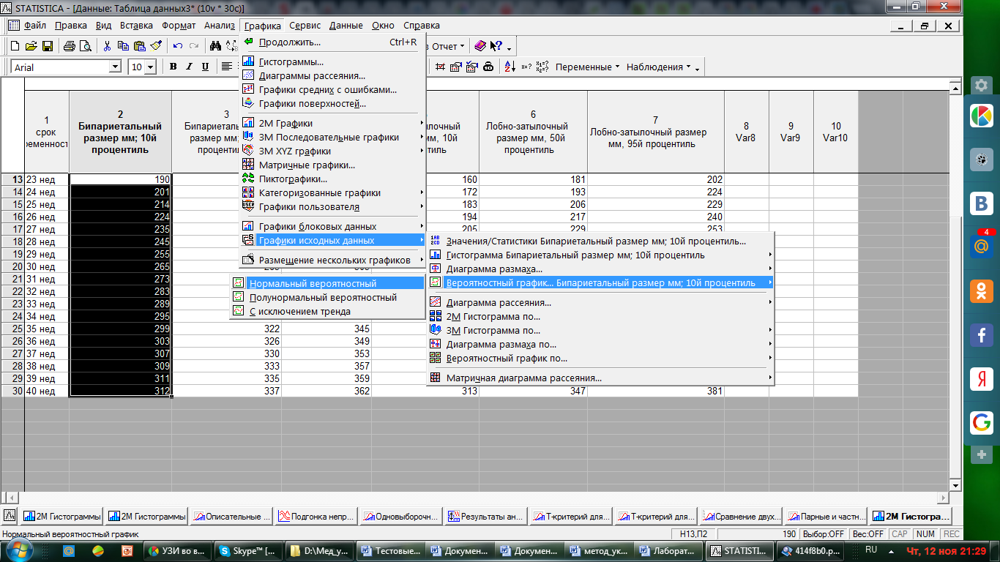 STATISTICA - [Данные: Таблица данных3* (10v * 30c)]
Файл Правка Вид Вставка Формат Анализ Графика Сервис Данные Окно Справка
Отчет
Arial 10 B I U Переменные Наблюдения
Продолжить... Ctrl+R
Гистограммы...
Диаграммы рассеяния...
Графики средних с ошибками...
Графики поверхностей...
2М Графики
3М Последовательные графики
3М XYZ графики
Матричные графики...
Пиктографики...
Категоризованные графики
Графики пользователя
Графики блоковых данных
Графики исходных данных
Размещение нескольких графиков
Нормальный вероятностный
Полунормальный вероятностный
С исключением тренда
Значения/Статистики Бипариетальный размер мм; 10й процентиль...
Гистограмма Бипариетальный размер мм; 10й процентиль
Диаграмма размаха...
Вероятностный график... Бипариетальный размер мм; 10й процентиль
Диаграмма рассеяния...
2М Гистограмма по...
3М Гистограмма по...
Диаграмма размаха по...
Вероятностный график по...
Матричная диаграмма рассеяния...
1
срок
ременност
2
Бипариетальный
размер мм; 10й
процентиль
3
Бипариеталь
размер мм;
процентил
лочный
мм, 10й
тиль
6
Лобно-затылочный
размер мм, 50й
процентиль
7
Лобно-затылочный размер
мм, 95й процентиль
8
Var8
9
Var9
10
Var10
13 23 нед 190 160 181 202
14 24 нед 201 172 193 224
15 25 нед 214 183 206 229
16 26 нед 224 194 217 240
17 27 нед 235 205 229 253
18 28 нед 245
19 29 нед 255
20 30 нед 265
21 31 нед 273
22 32 нед 283
23 33 нед 289
24 34 нед 295
25 35 нед 299 322 345
26 36 нед 303 326 349
27 37 нед 307 330 353
28 38 нед 309 333 357
29 39 нед 311 335 359
30 40 нед 312 337 362 313 347 381
2М Гистограммы 2М Гистограммы Описательные ... Подгонка непр... Одновыборочн... Результаты ан... Т-критерий для... Т-критерий для... Сравнение двух... Парные и частн... 2М Гистогра...
Нормальный вероятностный график Н13,П2 190 Выбор:OFF Вес:OFF CAP NUM REC
УЗИ во в... Skype™ [... D:\Мед_у... Тестовые... Докумен... Докумен... метод_ук... Лаборат... STATISTI... 414f8b0.p... RU Чт, 12 ноя 21:29
4